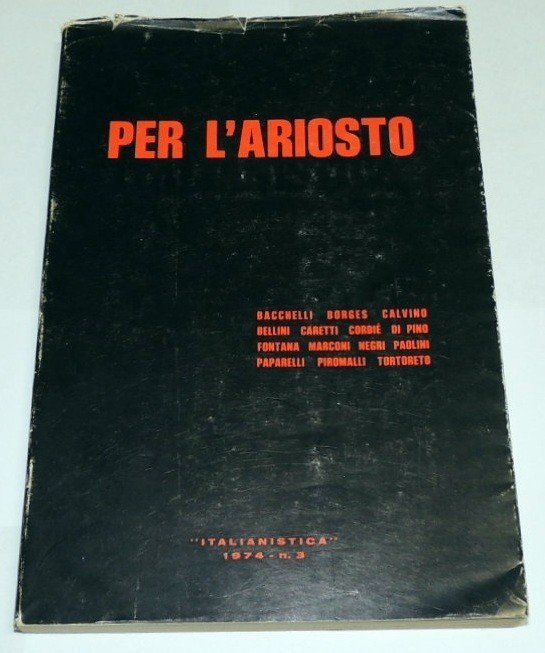 PER L'ARIOSTO
BACCHELLI BORGES CALVINO
BELLINI CARETTI CORDIÉ DI PINO
FONTANA MARCONI NEGRI PAOLINI
PAPARELLI PIROMALLI TORTORETO
"ITALIANISTICA"
1974 - n. 3